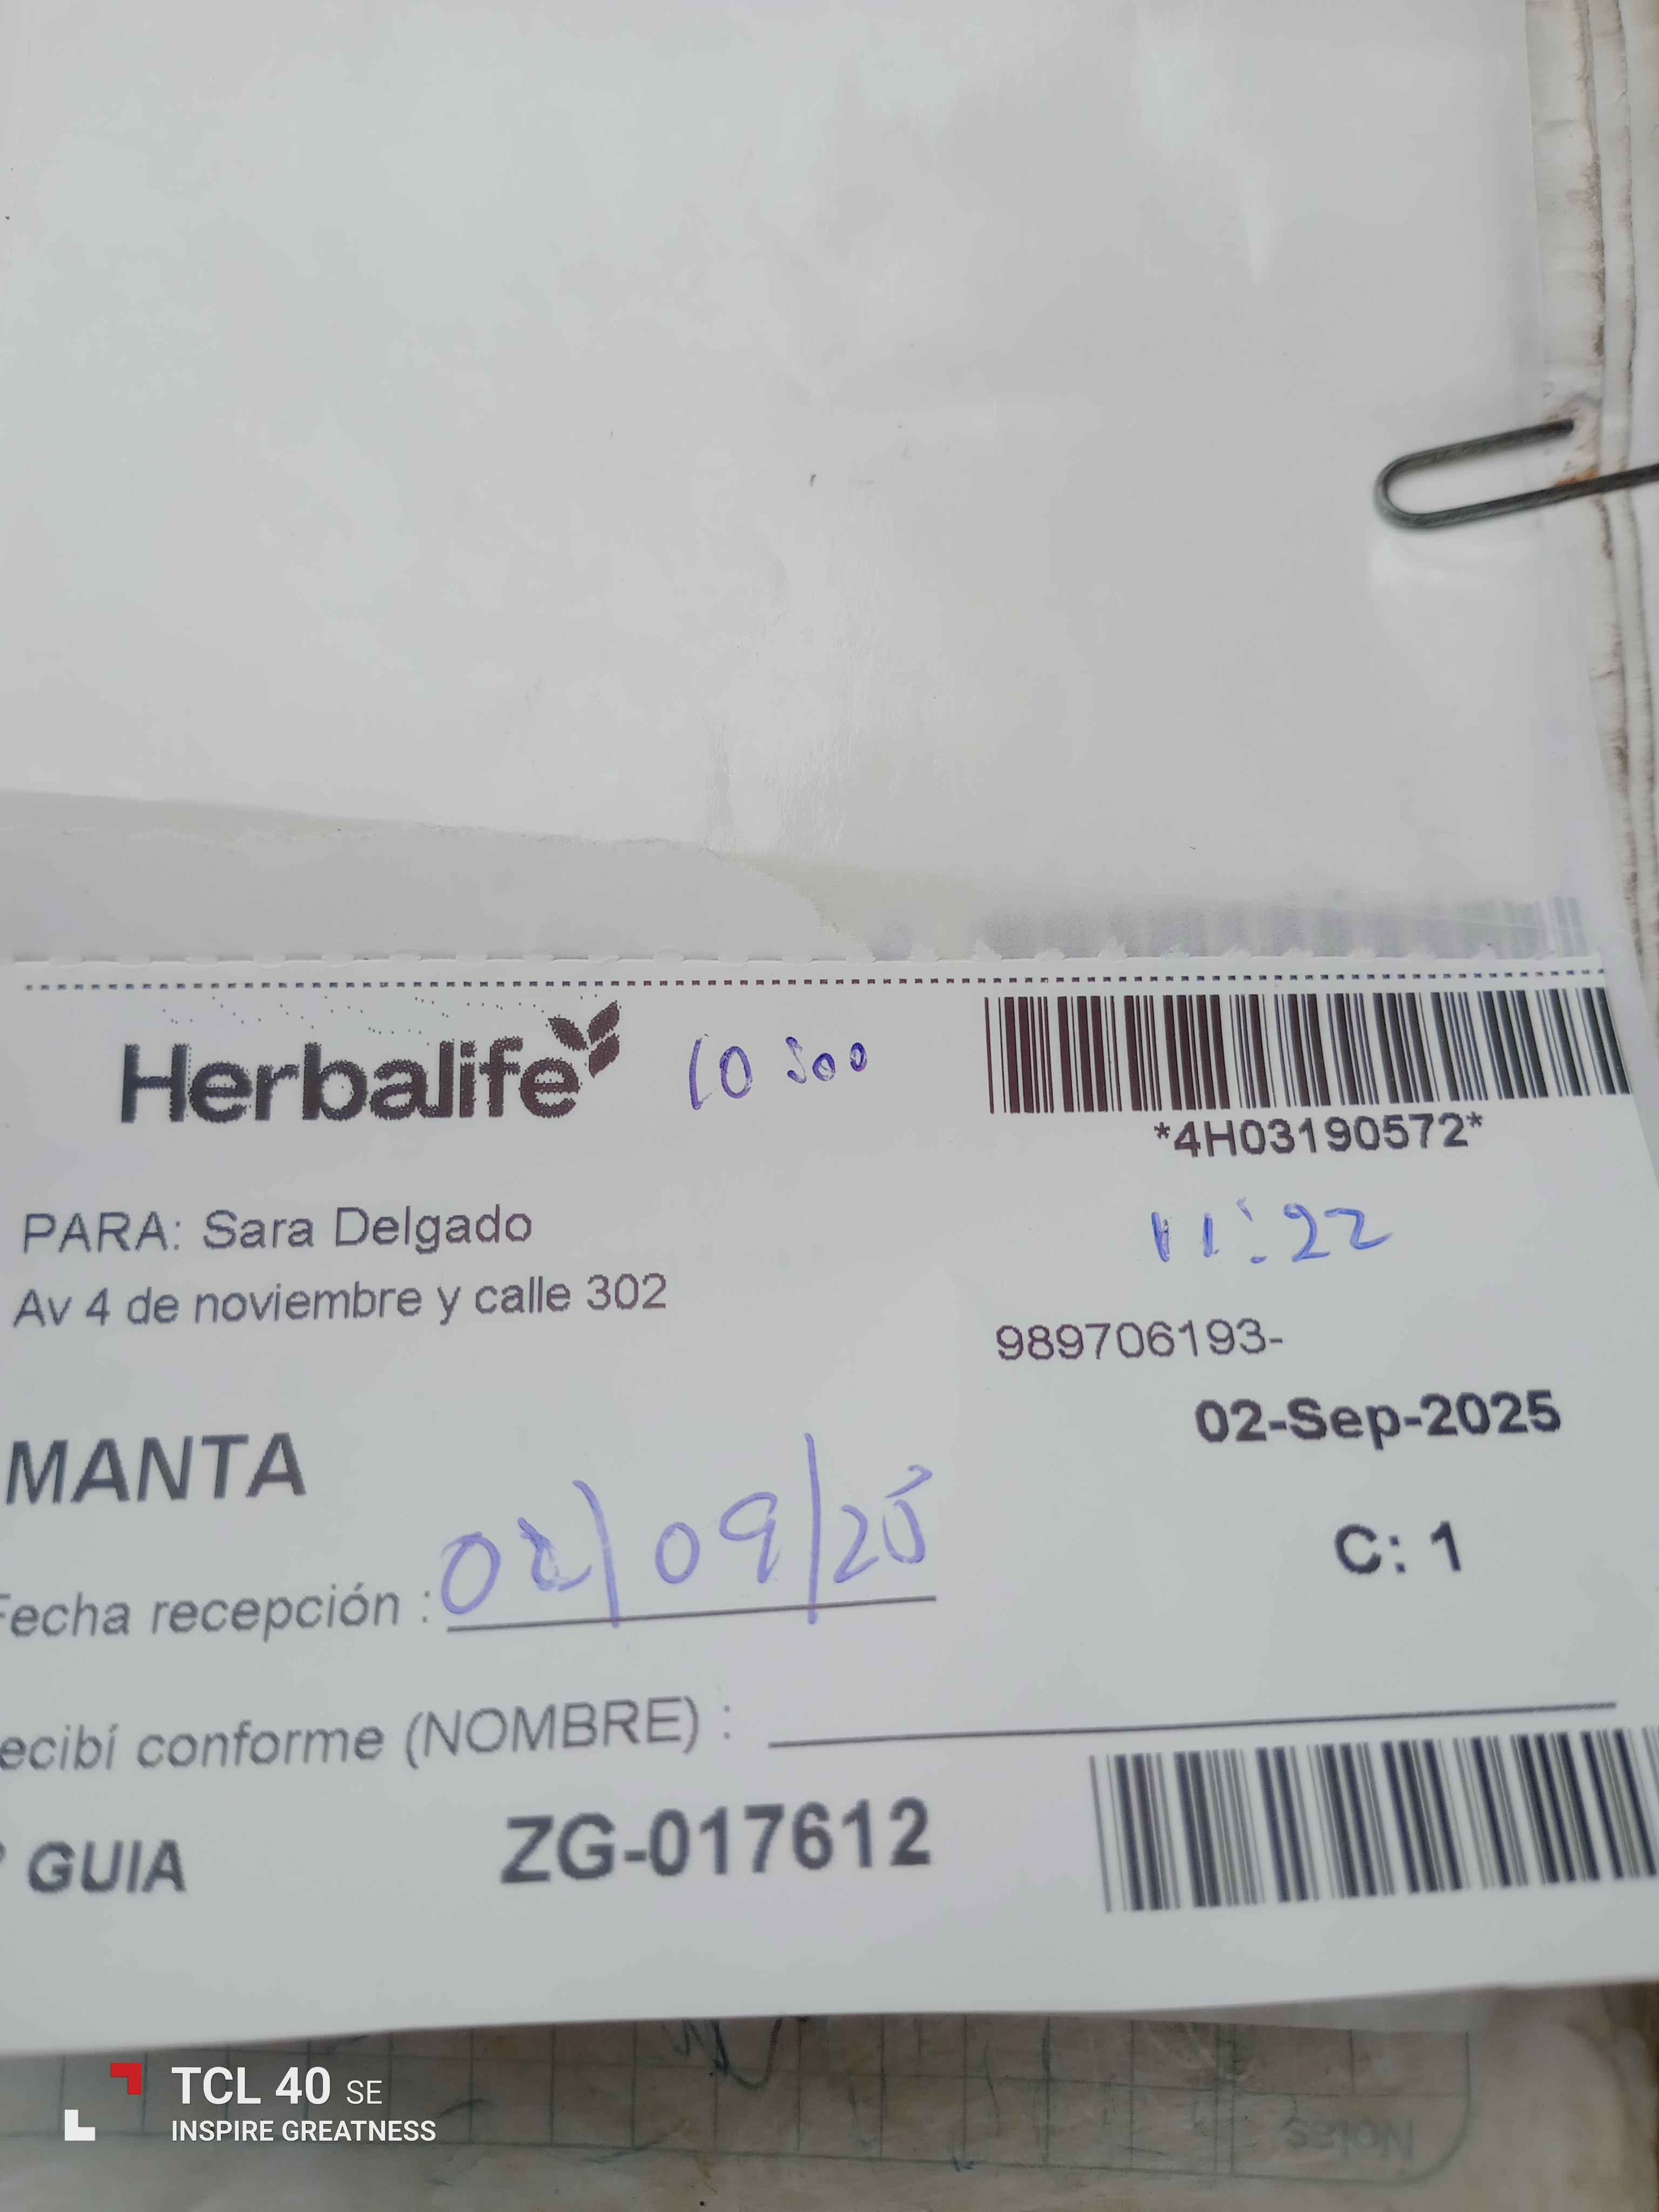 Herbalife 10 500
*4H03190572*
PARA: Sara Delgado
11:22
Av 4 de noviembre y calle 302
989706193-
02-Sep-2025
MANTA
C: 1
Fecha recepción : 02/09/25
ecibí conforme (NOMBRE) :
GUIA ZG-017612
Notas
TCL 40 SE
INSPIRE GREATNESS